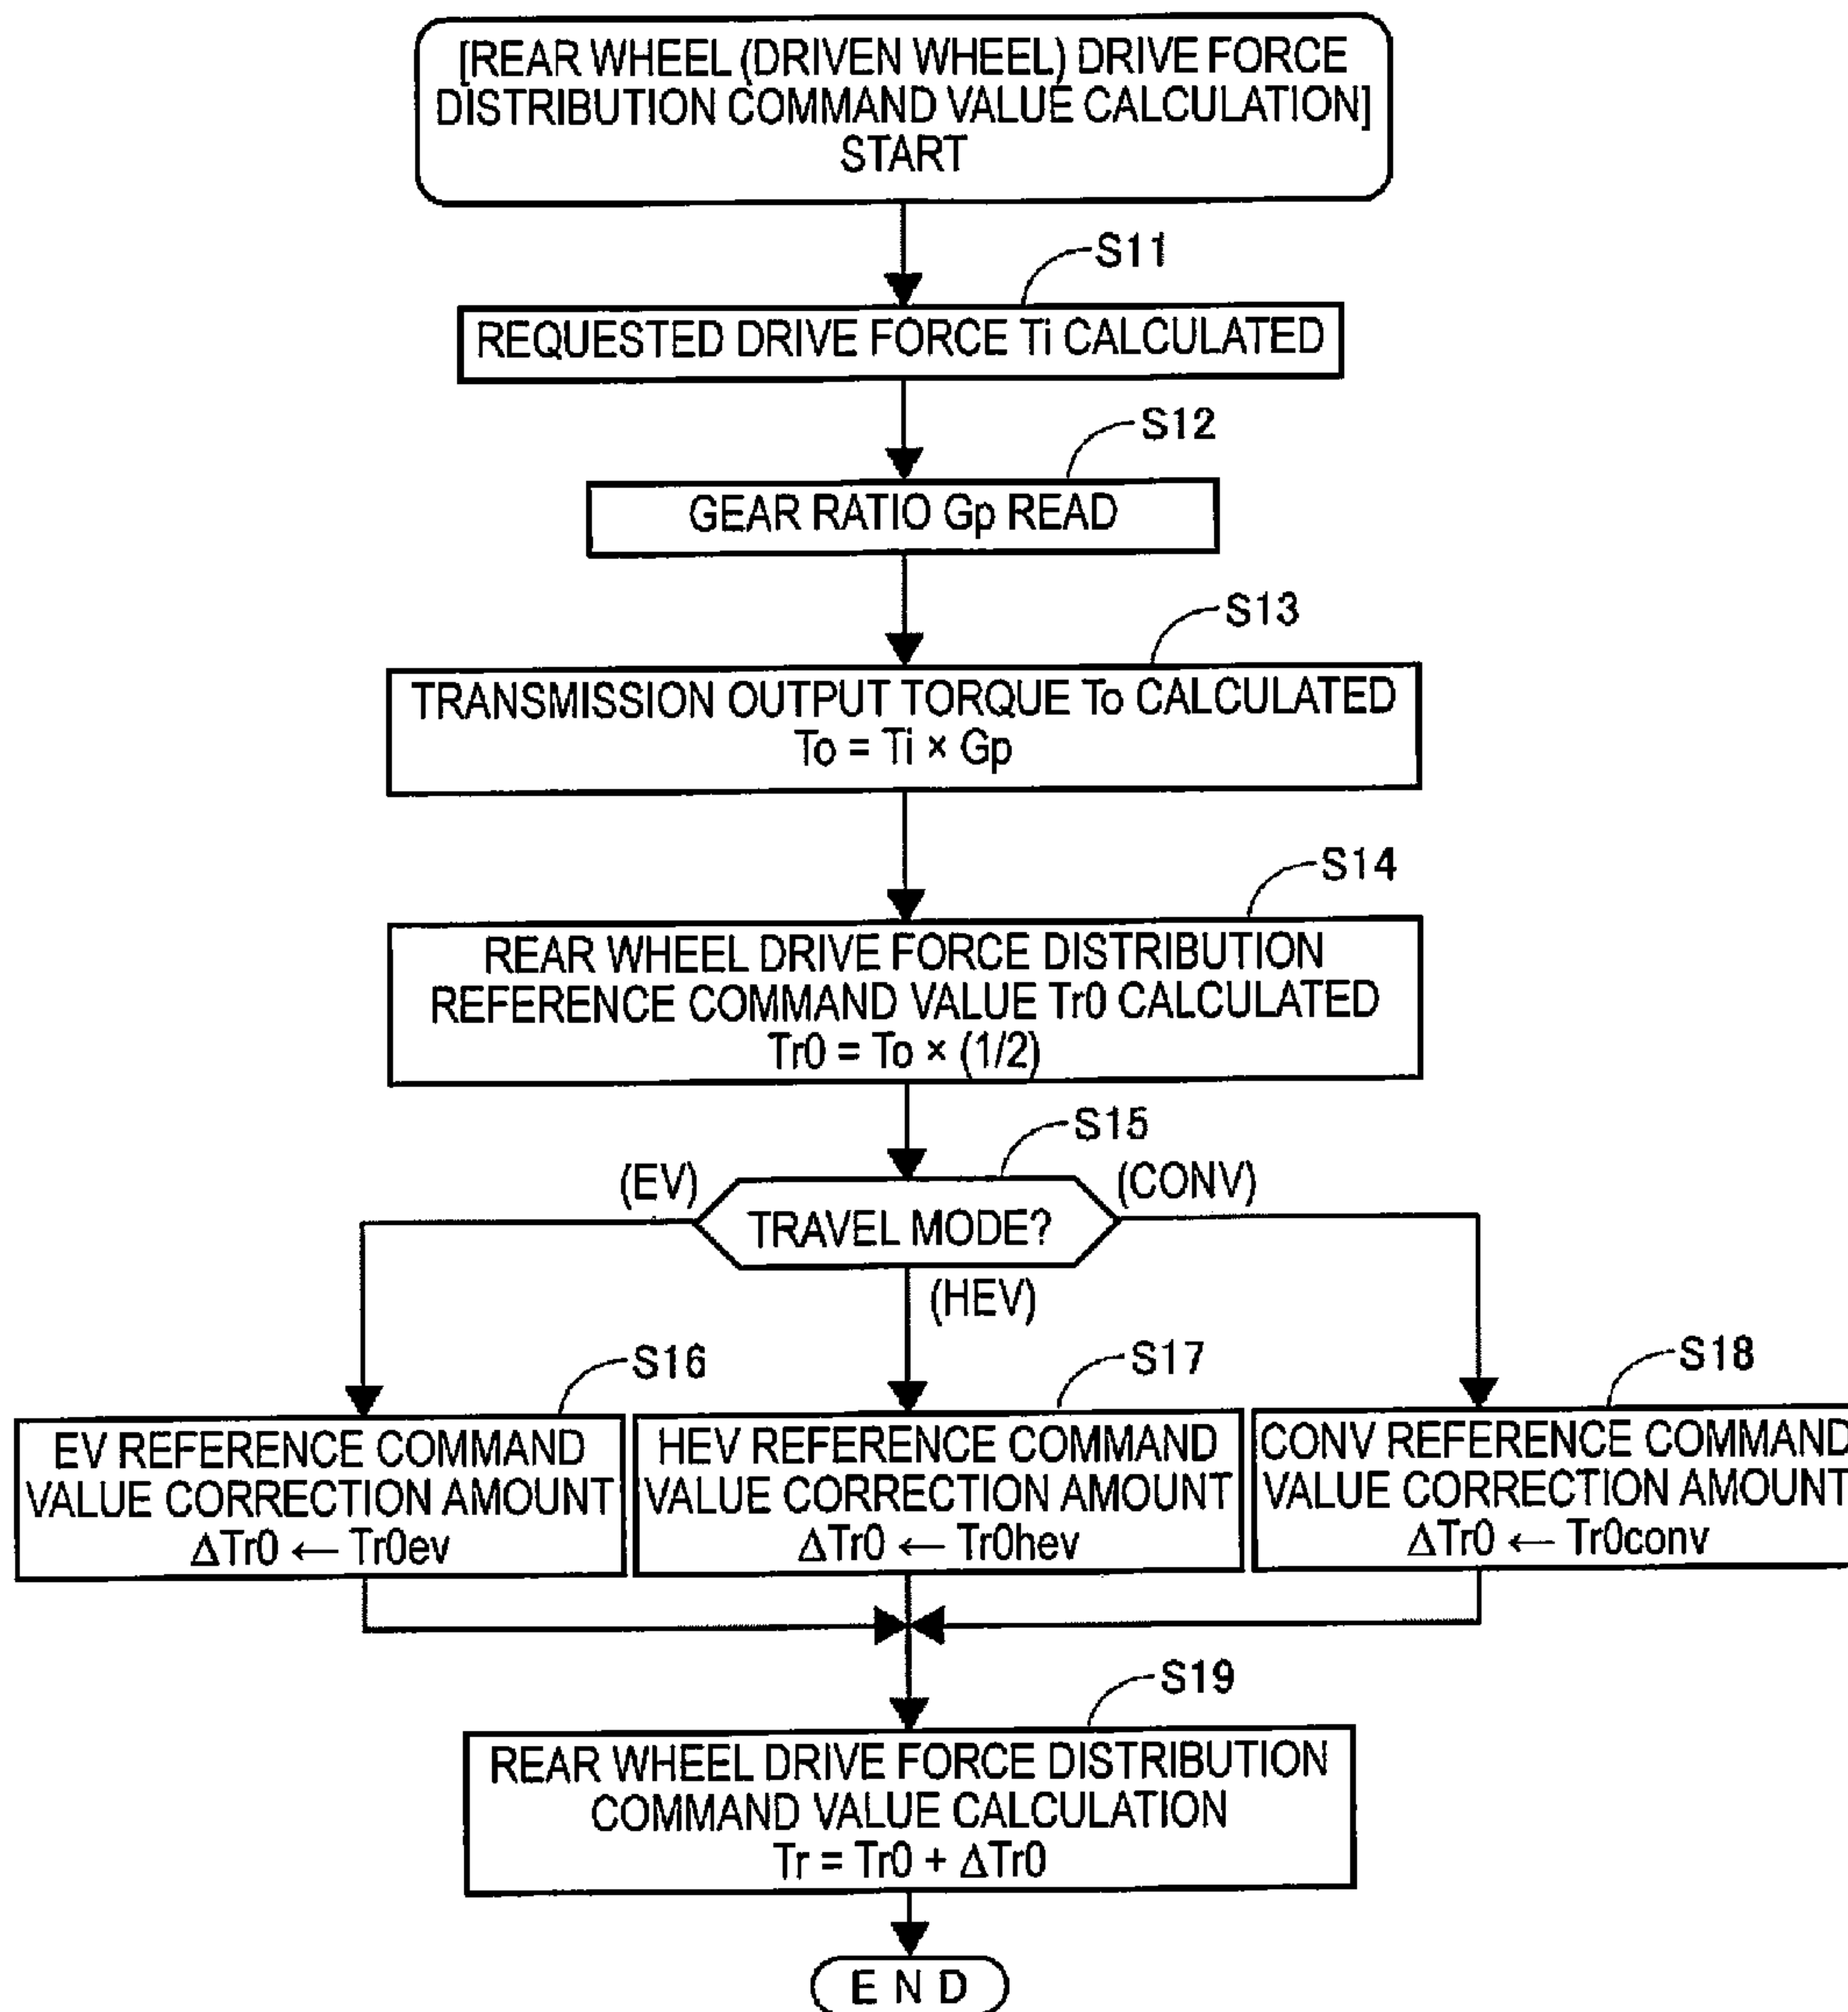 [REAR WHEEL (DRIVEN WHEEL) DRIVE FORCE
DISTRIBUTION COMMAND VALUE CALCULATION]
START
S11
REQUESTED DRIVE FORCE Ti CALCULATED
S12
GEAR RATIO Gp READ
S13
TRANSMISSION OUTPUT TORQUE To CALCULATED
To = Ti × Gp
S14
REAR WHEEL DRIVE FORCE DISTRIBUTION
REFERENCE COMMAND VALUE Tr0 CALCULATED
Tr0 = To × (1/2)
S15
(EV)
(CONV)
TRAVEL MODE?
(HEV)
S16
EV REFERENCE COMMAND
VALUE CORRECTION AMOUNT
ΔTr0 ← Tr0ev
S17
HEV REFERENCE COMMAND
VALUE CORRECTION AMOUNT
ΔTr0 ← Tr0hev
S18
CONV REFERENCE COMMAND
VALUE CORRECTION AMOUNT
ΔTr0 ← Tr0conv
S19
REAR WHEEL DRIVE FORCE DISTRIBUTION
COMMAND VALUE CALCULATION
Tr = Tr0 + ΔTr0
E N D